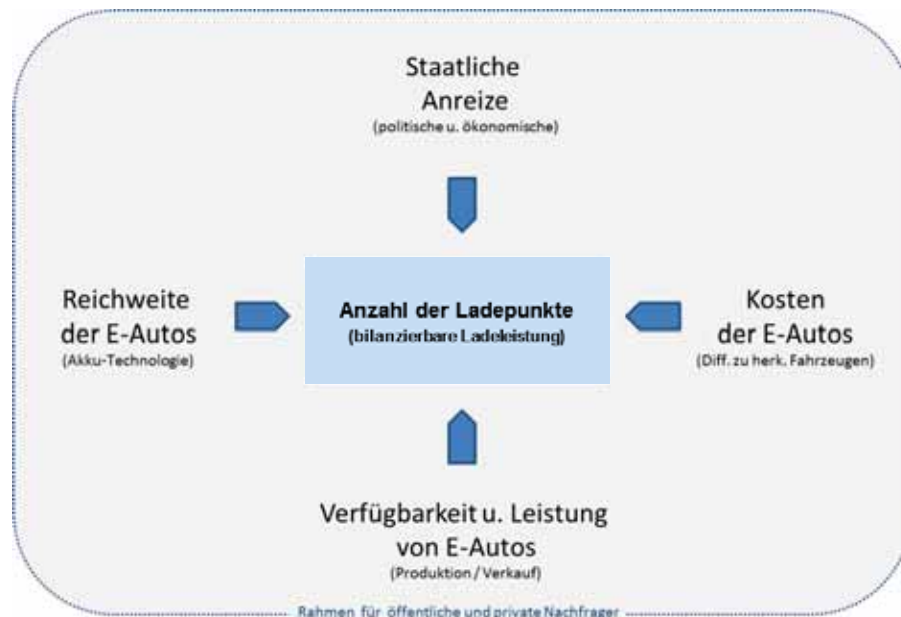 Staatliche
Anreize
(politische u. ökonomische)
Reichweite
der E-Autos
(Akku-Technologie)
Anzahl der Ladepunkte
(bilanzierbare Ladeleistung)
Kosten
der E-Autos
(Diff. zu herk. Fahrzeugen)
Verfügbarkeit u. Leistung
von E-Autos
(Produktion / Verkauf)
Rahmen für öffentliche und private Nachfrager